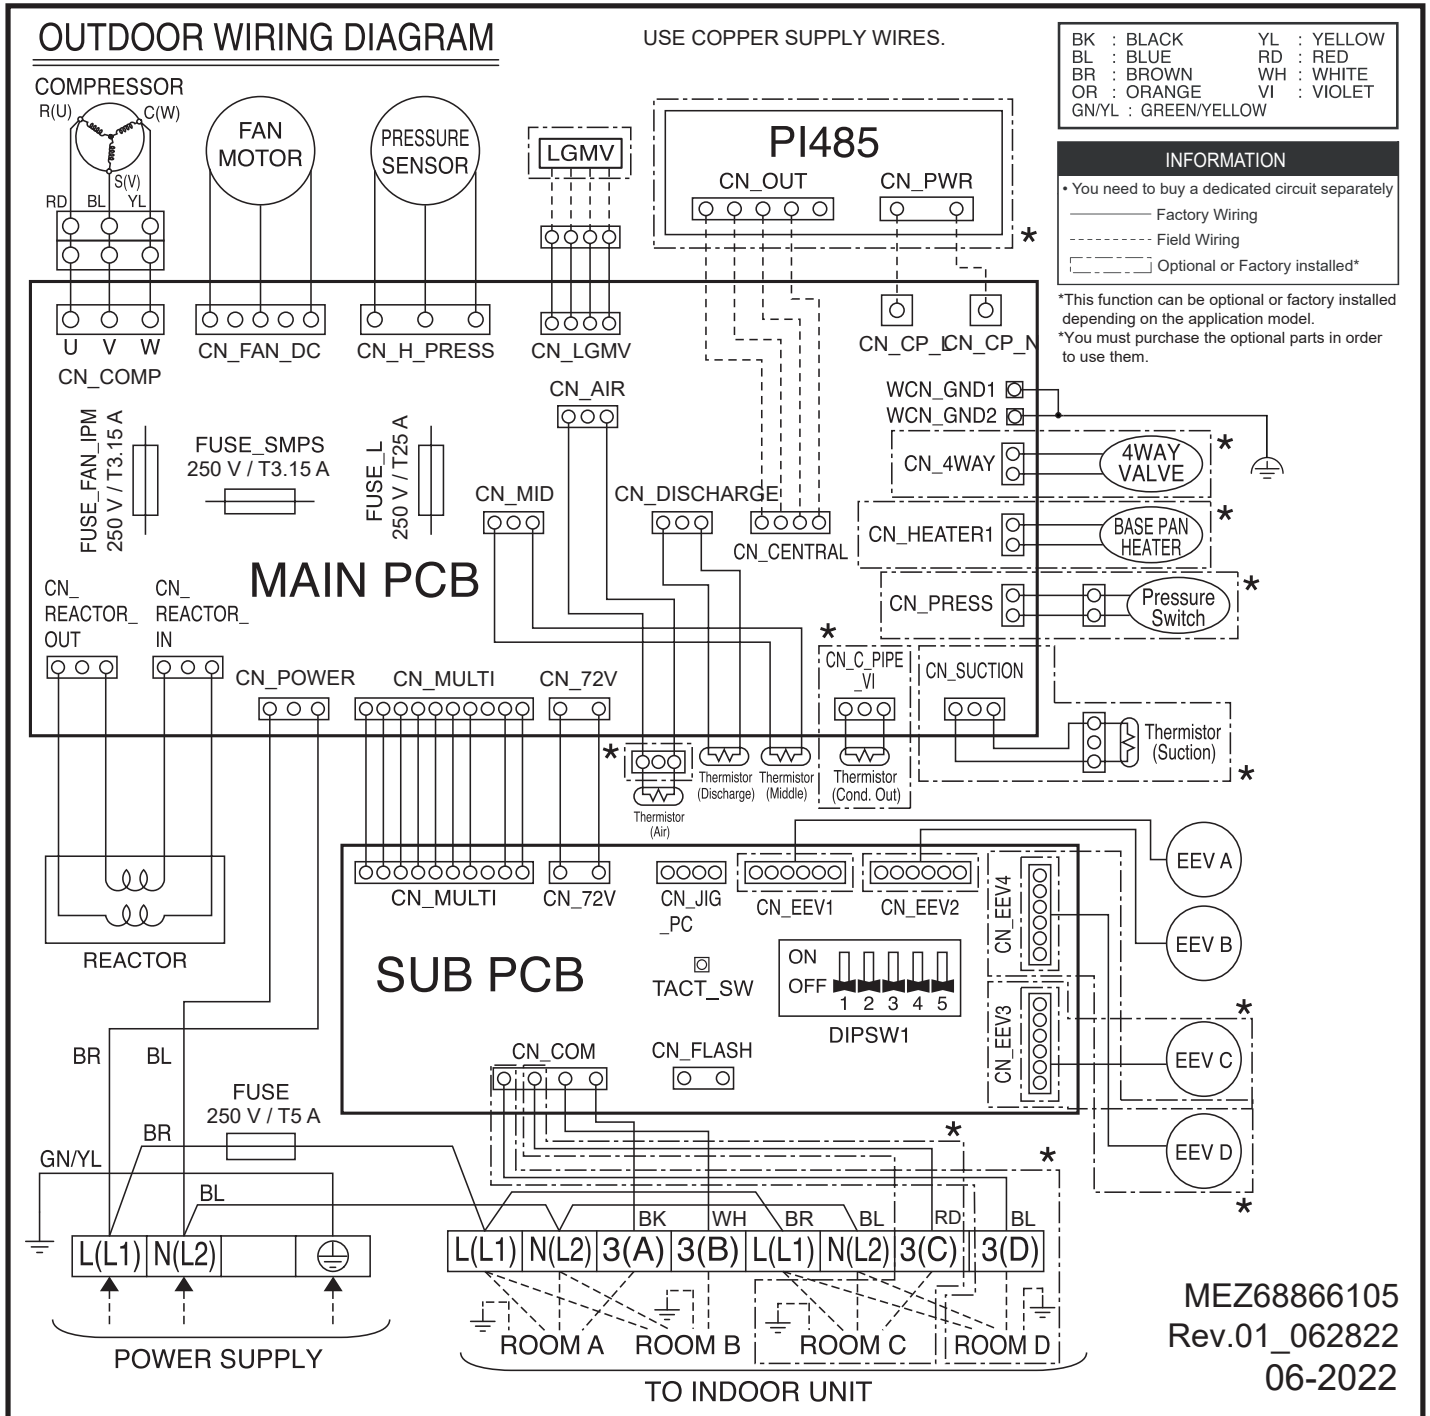 OUTDOOR WIRING DIAGRAM
USE COPPER SUPPLY WIRES.
BK : BLACK YL : YELLOW
BL : BLUE RD : RED
BR : BROWN WH : WHITE
OR : ORANGE VI : VIOLET
GN/YL : GREEN/YELLOW
INFORMATION
• You need to buy a dedicated circuit separately
Factory Wiring
Field Wiring
Optional or Factory installed*
*This function can be optional or factory installed
depending on the application model.
*You must purchase the optional parts in order
to use them.
COMPRESSOR
R(U)
C(W)
S(V)
RD BL YL
FAN
MOTOR
PRESSURE
SENSOR
LGMV
PI485
CN_OUT
CN_PWR
*
U V W
CN_COMP
CN_FAN_DC
CN_H_PRESS
CN_LGMV
CN_CP_L
CN_CP_N
CN_AIR
WCN_GND1
WCN_GND2
FUSE_FAN_IPM
250 V / T3.15 A
FUSE_SMPS
250 V / T3.15 A
FUSE_L
250 V / T25 A
CN_4WAY
4WAY
VALVE
*
CN_MID
CN_DISCHARGE
CN_CENTRAL
CN_HEATER1
BASE PAN
HEATER
*
MAIN PCB
CN_PRESS
Pressure
Switch
*
CN_
REACTOR_
OUT
CN_
REACTOR_
IN
CN_POWER
CN_MULTI
CN_72V
*
CN_C_PIPE
_VI
CN_SUCTION
Thermistor
(Suction)
*
*
Thermistor
(Air)
Thermistor
(Discharge)
Thermistor
(Middle)
Thermistor
(Cond. Out)
REACTOR
CN_MULTI
CN_72V
CN_JIG
_PC
CN_EEV1
CN_EEV2
CN_EEV4
EEV A
EEV B
SUB PCB
TACT_SW
ON
OFF
1 2 3 4 5
DIPSW1
CN_EEV3
*
EEV C
EEV D
*
CN_COM
CN_FLASH
BR
BL
FUSE
250 V / T5 A
BR
GN/YL
BL
*
*
BK WH BR BL RD BL
L(L1) N(L2)
L(L1) N(L2) 3(A) 3(B) L(L1) N(L2) 3(C) 3(D)
POWER SUPPLY
ROOM A ROOM B ROOM C ROOM D
TO INDOOR UNIT
MEZ68866105
Rev.01_062822
06-2022